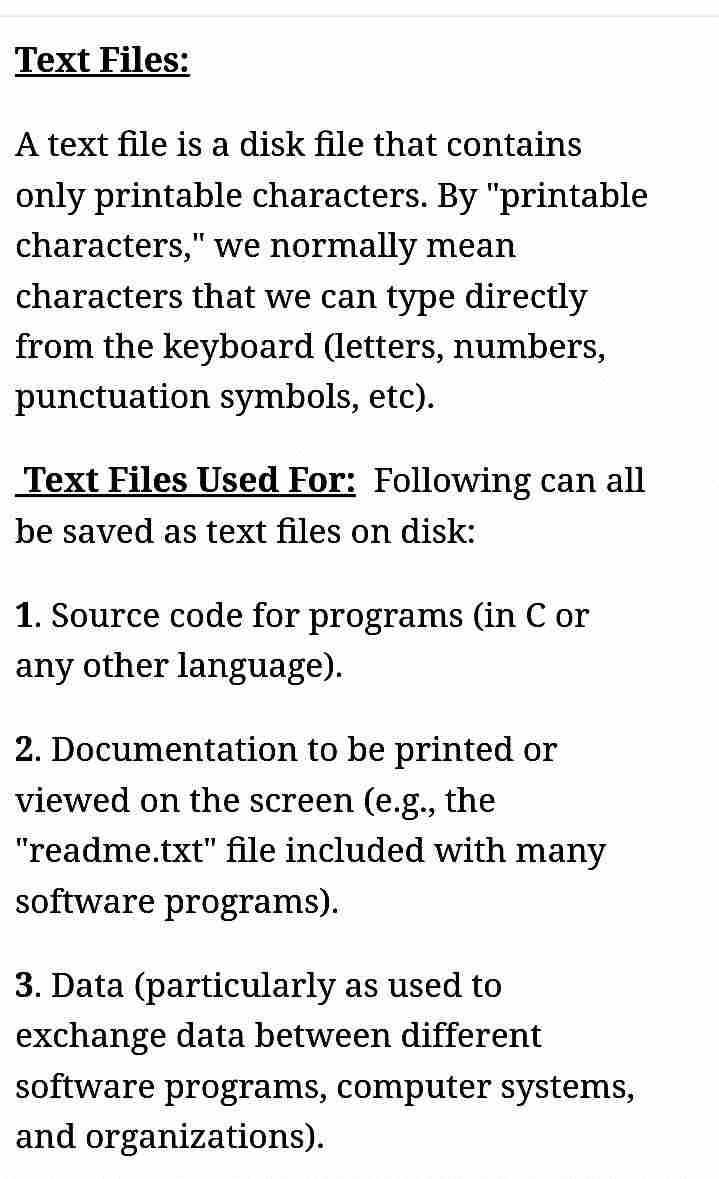 Text Files:
A text file is a disk file that contains
only printable characters. By "printable
characters," we normally mean
characters that we can type directly
from the keyboard (letters, numbers,
punctuation symbols, etc).
Text Files Used For: Following can all
be saved as text files on disk:
1. Source code for programs (in C or
any other language).
2. Documentation to be printed or
viewed on the screen (e.g., the
"readme.txt" file included with many
software programs).
3. Data (particularly as used to
exchange data between different
software programs, computer systems,
and organizations).